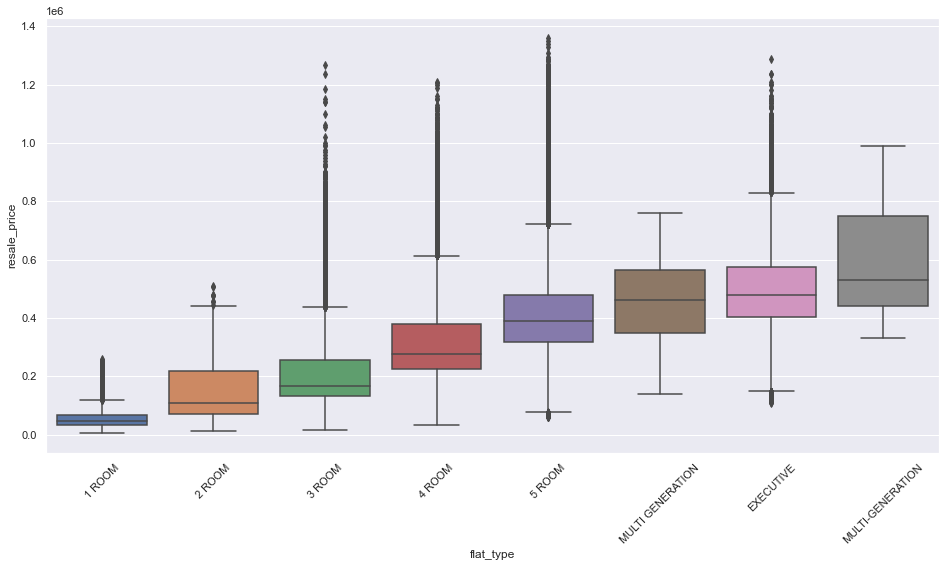 1e6
1.4
1.2
1.0
0.8
0.6
0.4
0.2
0.0
resale_price
1 ROOM
2 ROOM
3 ROOM
4 ROOM
5 ROOM
MULTI GENERATION
EXECUTIVE
MULTI-GENERATION
flat_type